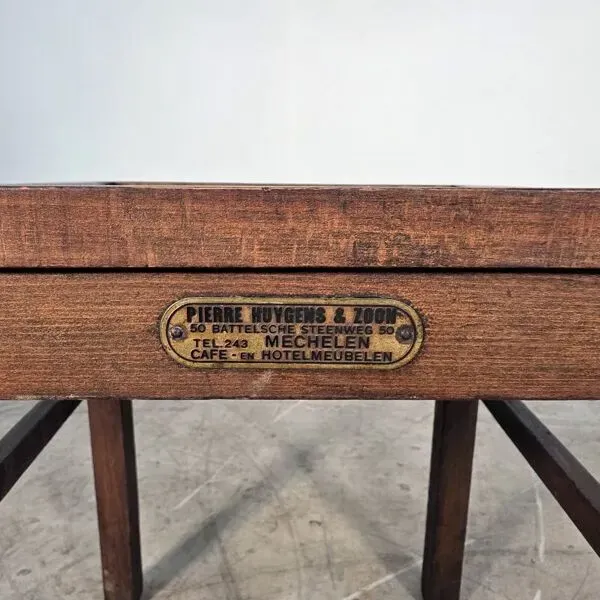 PIERRE HUYGENS & ZOON
50 BATTELSCHE STEENWEG 50
TEL.243 MECHELEN
CAFE - EN HOTELMEUBELEN